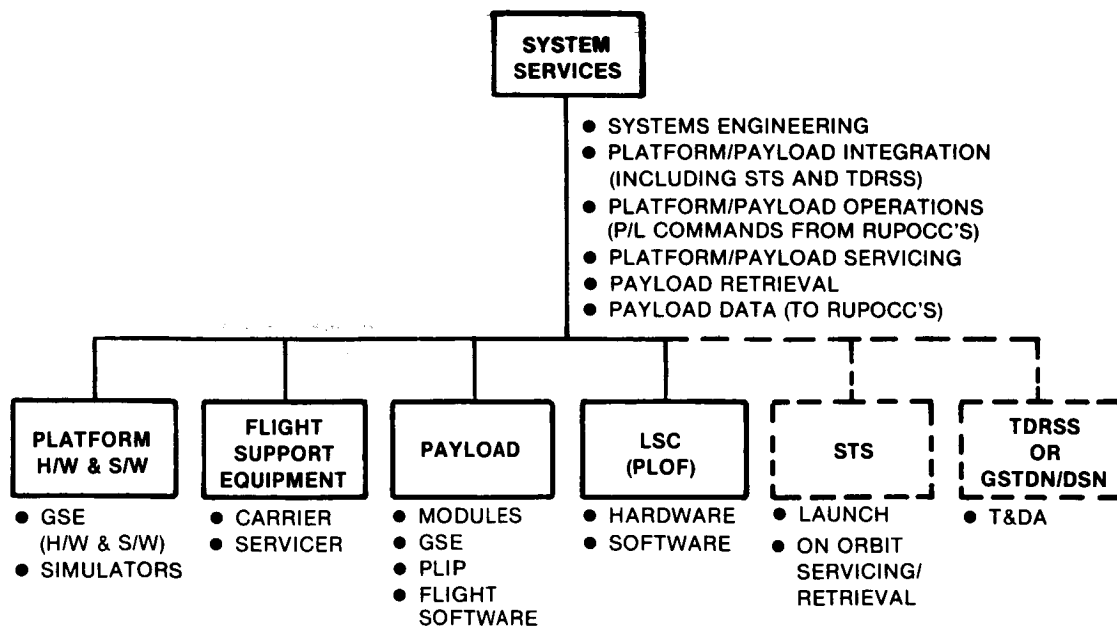 SYSTEM
SERVICES
● SYSTEMS ENGINEERING
● PLATFORM/PAYLOAD INTEGRATION
(INCLUDING STS AND TDRSS)
● PLATFORM/PAYLOAD OPERATIONS
(P/L COMMANDS FROM RUPOCC'S)
● PLATFORM/PAYLOAD SERVICING
● PAYLOAD RETRIEVAL
● PAYLOAD DATA (TO RUPOCC'S)
PLATFORM
H/W & S/W
● GSE
(H/W & S/W)
● SIMULATORS
FLIGHT
SUPPORT
EQUIPMENT
● CARRIER
● SERVICER
PAYLOAD
● MODULES
● GSE
● PLIP
● FLIGHT
SOFTWARE
LSC
(PLOF)
● HARDWARE
● SOFTWARE
STS
● LAUNCH
● ON ORBIT
SERVICING/
RETRIEVAL
TDRSS
OR
GSTDN/DSN
● T&DA